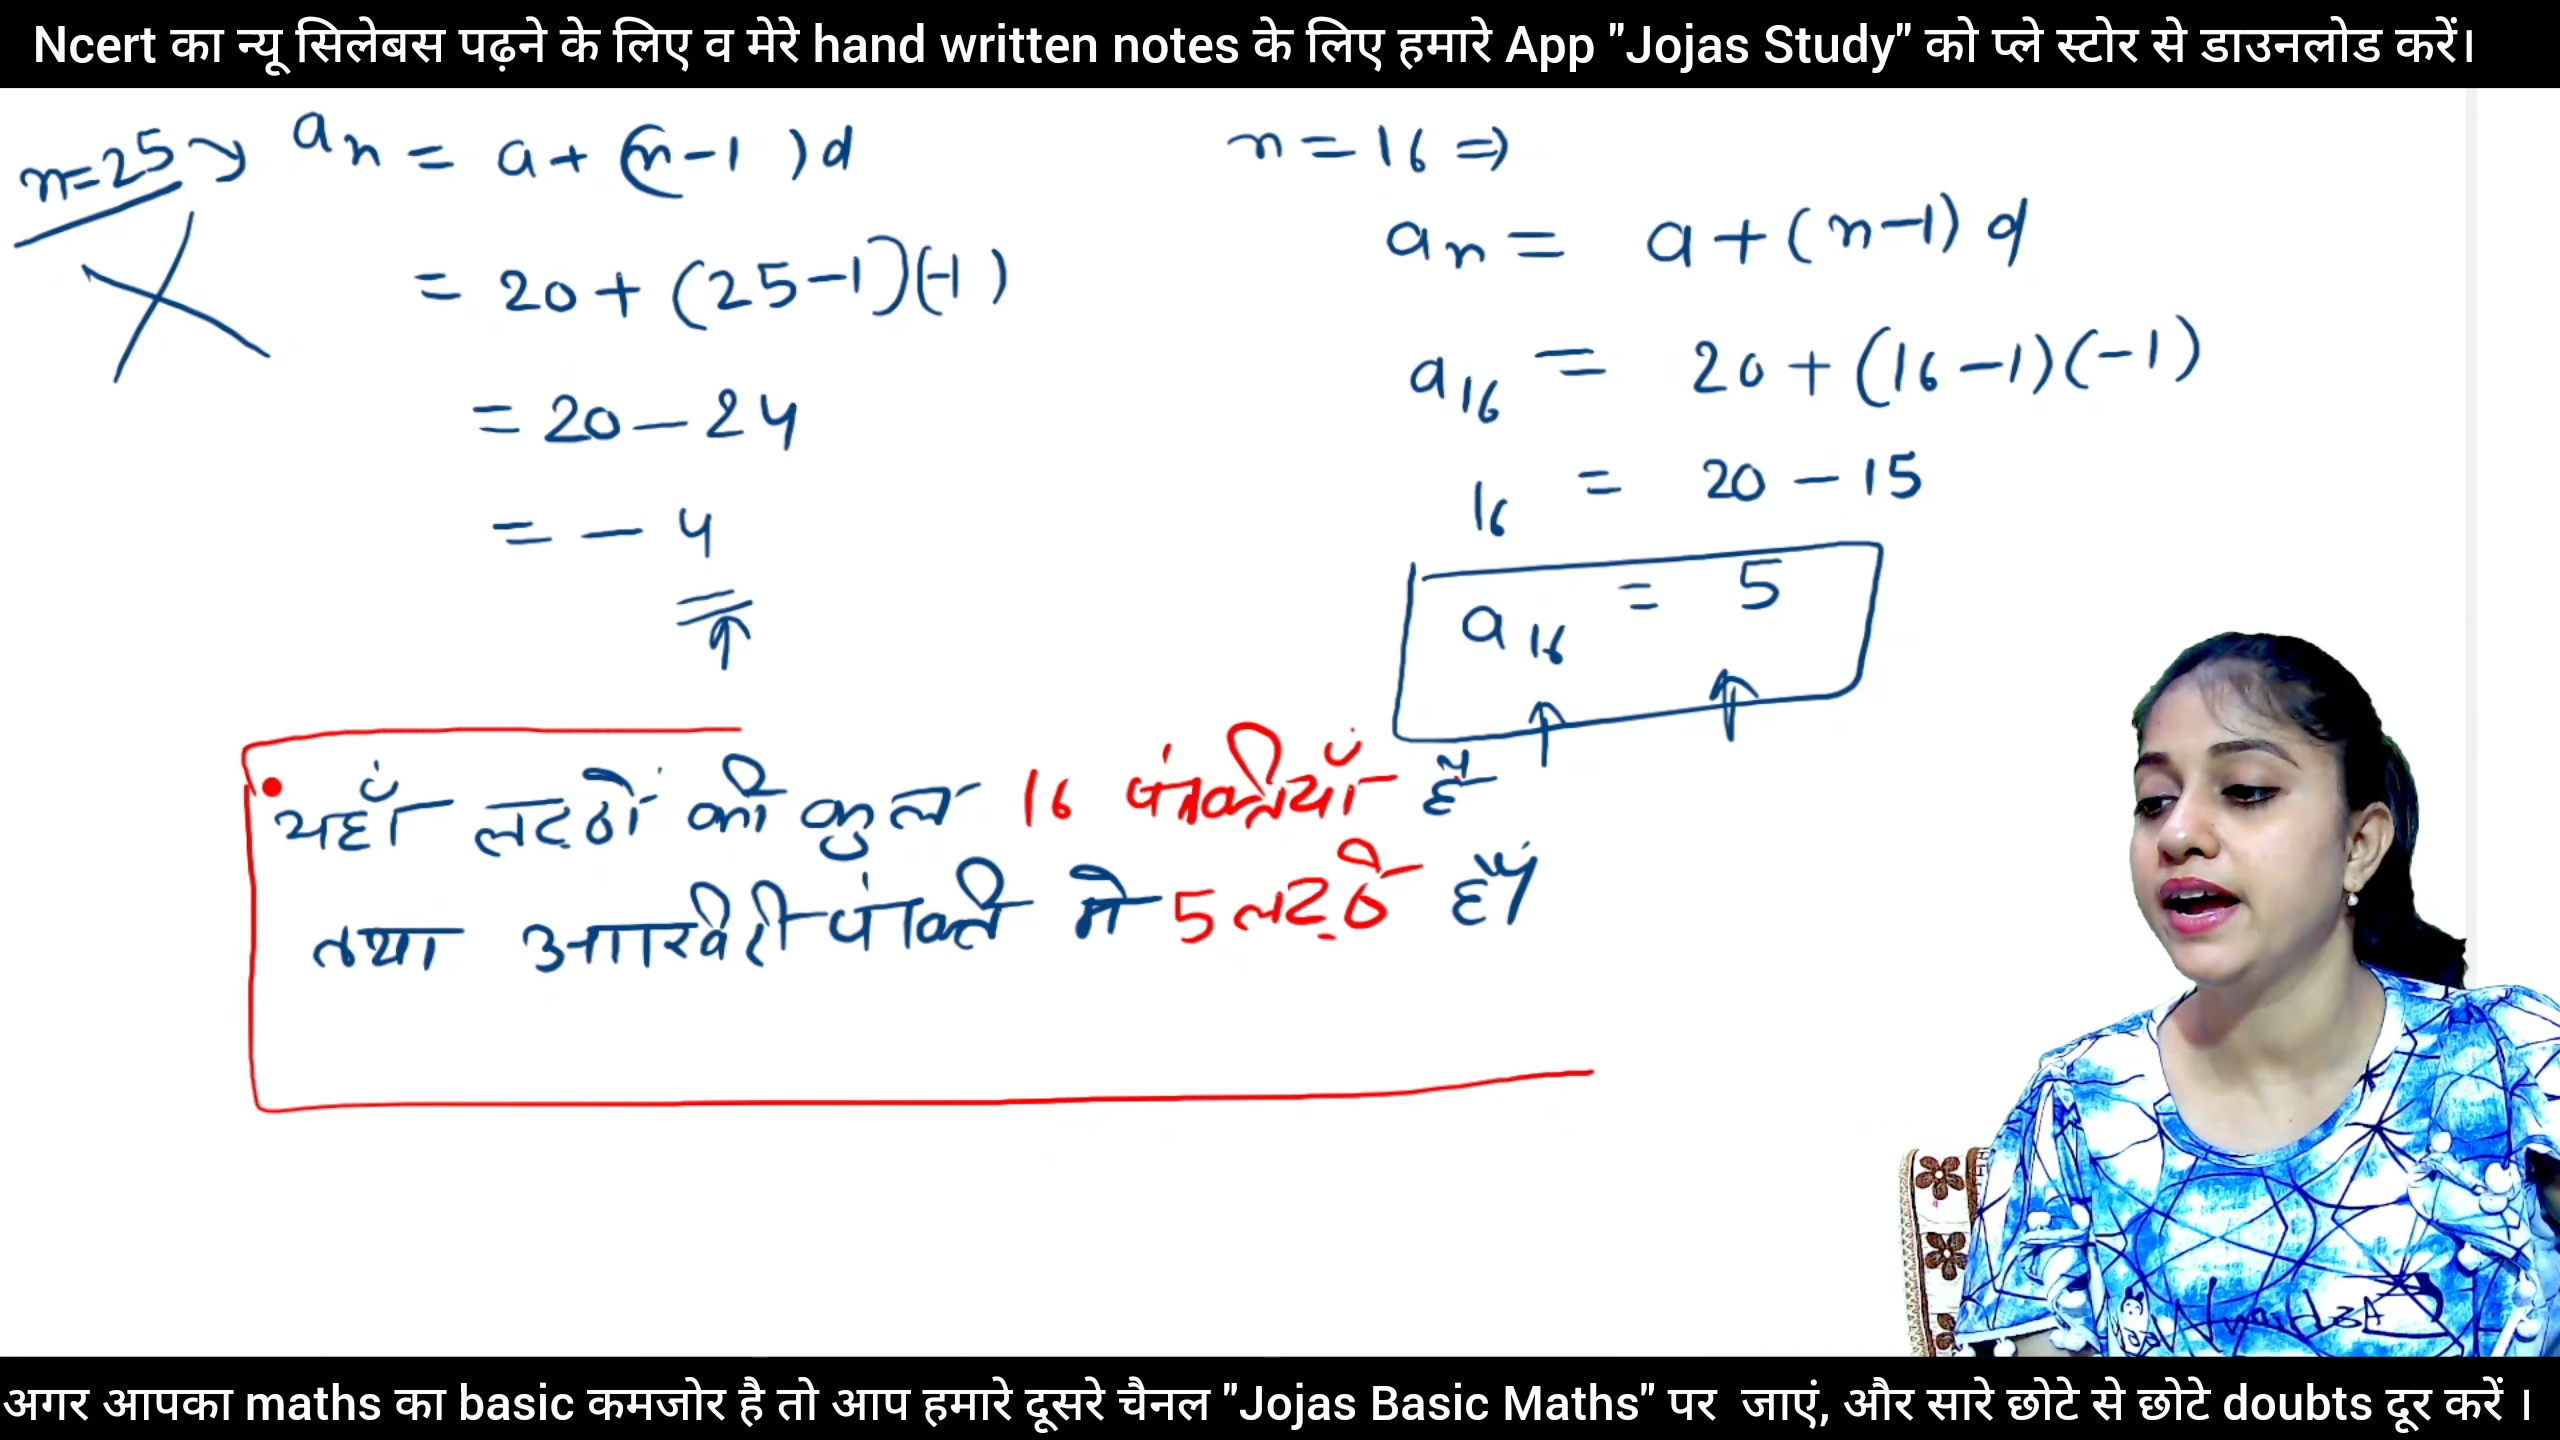 Ncert का न्यू सिलेबस पढ़ने के लिए व मेरे hand written notes के लिए हमारे App "Jojas Study" को प्ले स्टोर से डाउनलोड करें।
n=25 → an = a + (n-1)d
= 20 + (25-1)(-1)
= 20 - 24
= - 4
n = 16 ⇒
an = a + (n-1) d
a16 = 20 + (16-1)(-1)
16 = 20 - 15
a16 = 5
यहाँ लट्ठों की कुल 16 पंक्तियाँ हैं
तथा आखिरी पंक्ति में 5 लट्ठे हैं।
अगर आपका maths का basic कमजोर है तो आप हमारे दूसरे चैनल "Jojas Basic Maths" पर जाएं, और सारे छोटे से छोटे doubts दूर करें ।